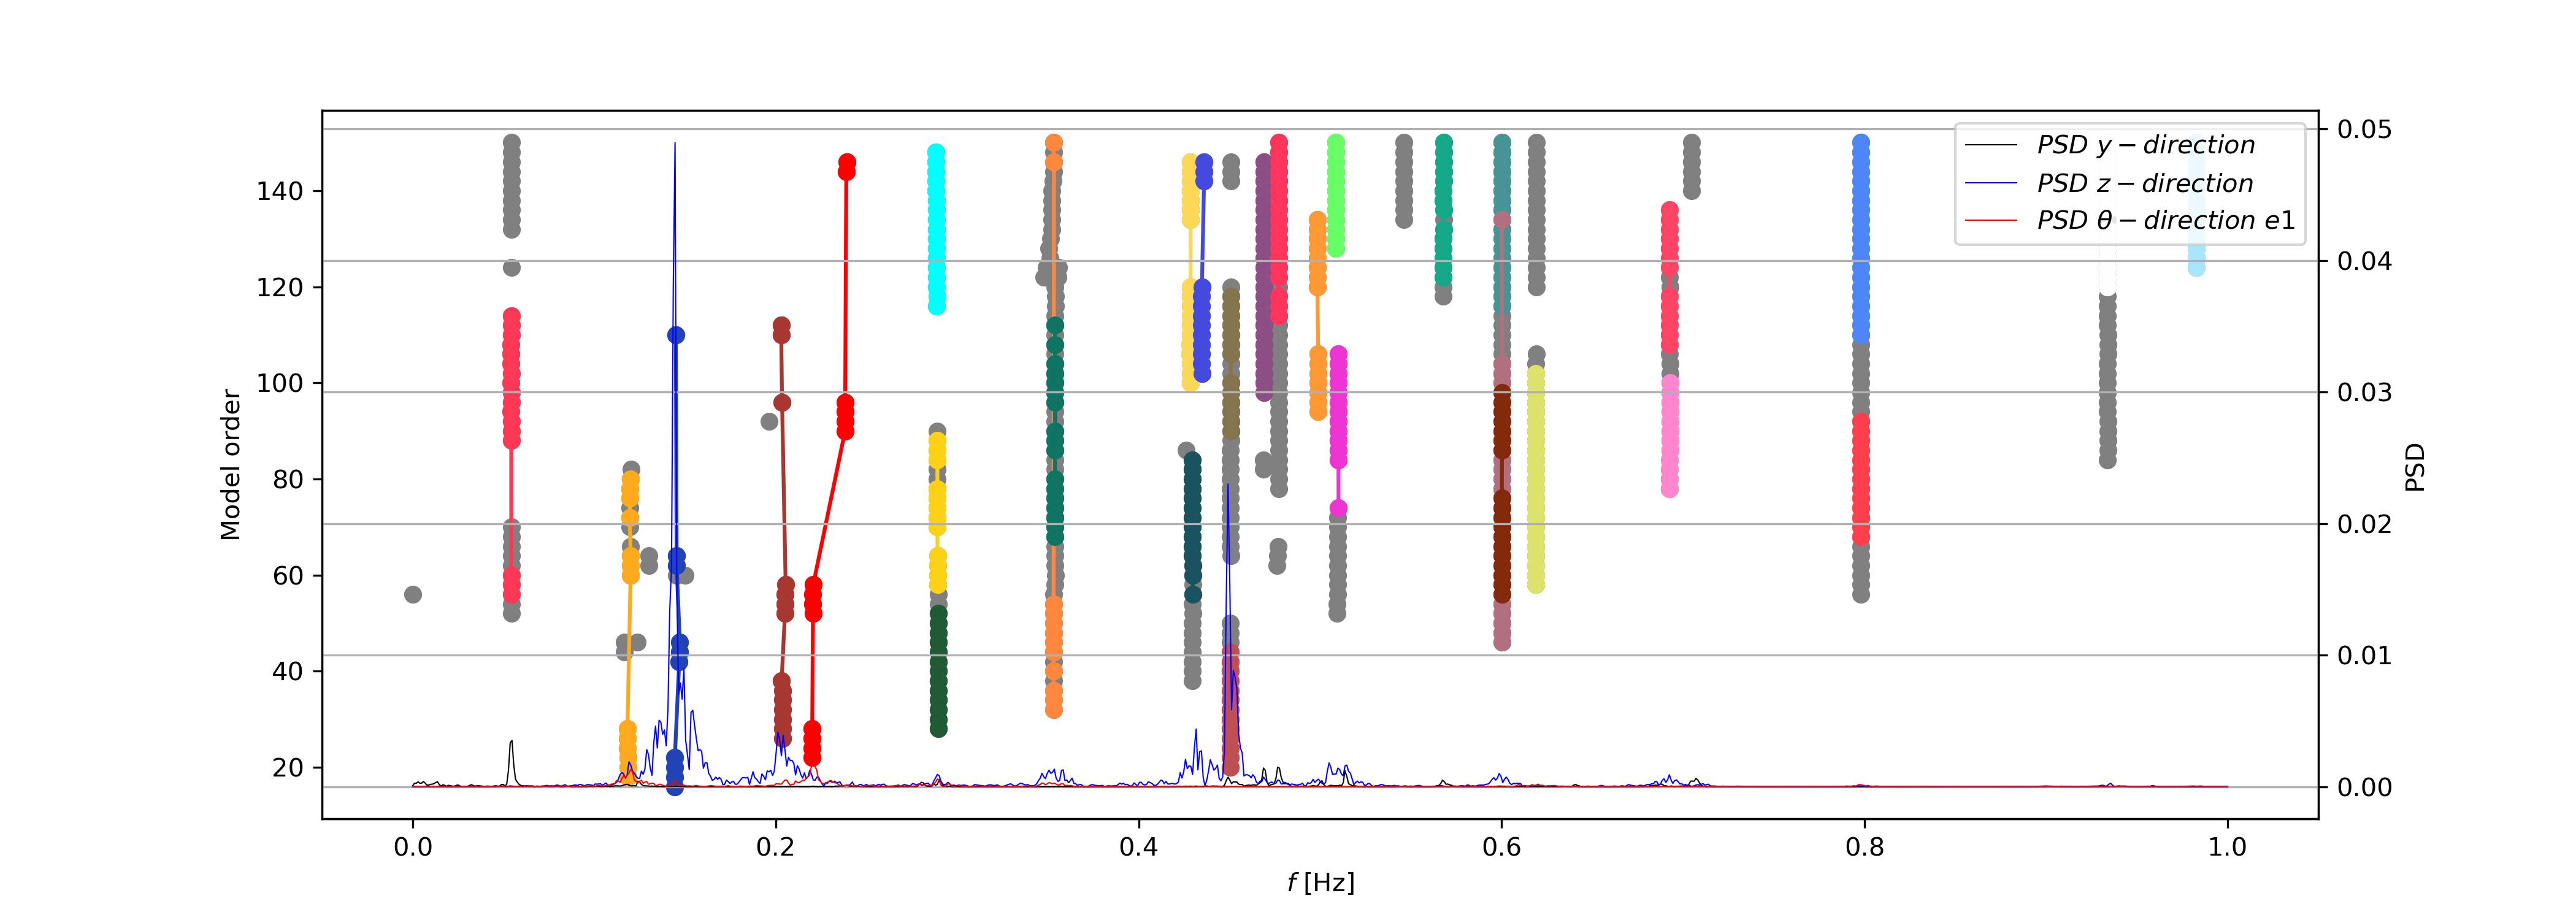 PSD y − direction
PSD z − direction
PSD θ − direction e1
Model order
140
120
100
80
60
40
20
0.05
0.04
0.03
0.02
0.01
0.00
PSD
0.0 0.2 0.4 0.6 0.8 1.0
f [Hz]